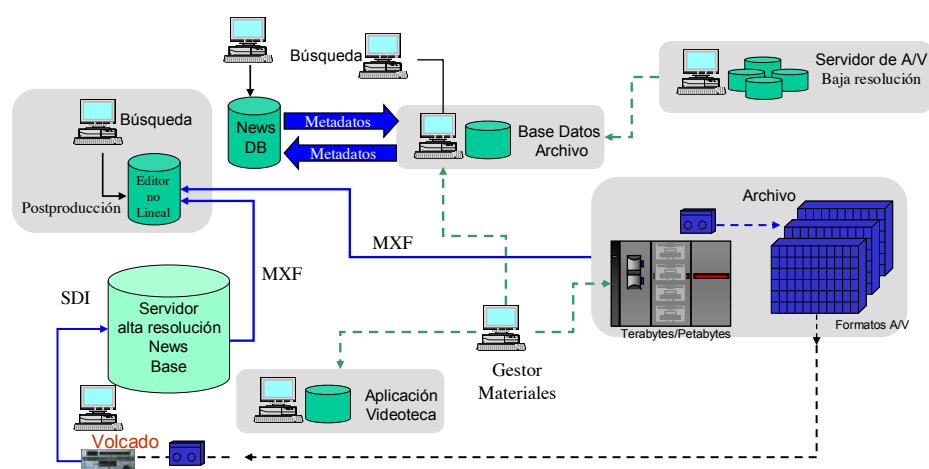 Búsqueda
Servidor de A/V
Baja resolución
Búsqueda
News
DB
Metadatos
Metadatos
Base Datos
Archivo
Editor
no
Lineal
Postproducción
Archivo
MXF
MXF
SDI
Servidor
alta resolución
News
Base
Formatos A/V
Terabytes/Petabytes
Gestor
Materiales
Aplicación
Videoteca
Volcado